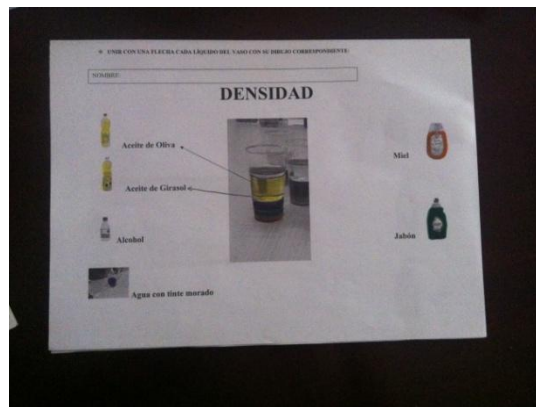 UNIR CON UNA FLECHA CADA LÍQUIDO DEL VASO CON SU DIBUJO CORRESPONDIENTE:
NOMBRE:
DENSIDAD
Aceite de Oliva
Miel
Aceite de Girasol
Alcohol
Jabón
Agua con tinte morado